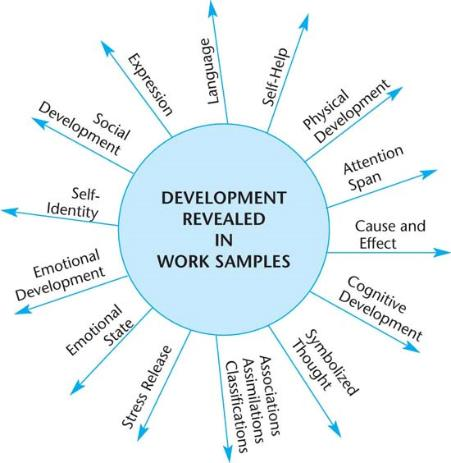 DEVELOPMENT
REVEALED
IN
WORK SAMPLES
Language
Self-Help
Physical
Development
Attention
Span
Cause and
Effect
Cognitive
Development
Symbolized
Thought
Associations
Assimilations
Classifications
Stress Release
Emotional
State
Emotional
Development
Self-
Identity
Social
Development
Expression